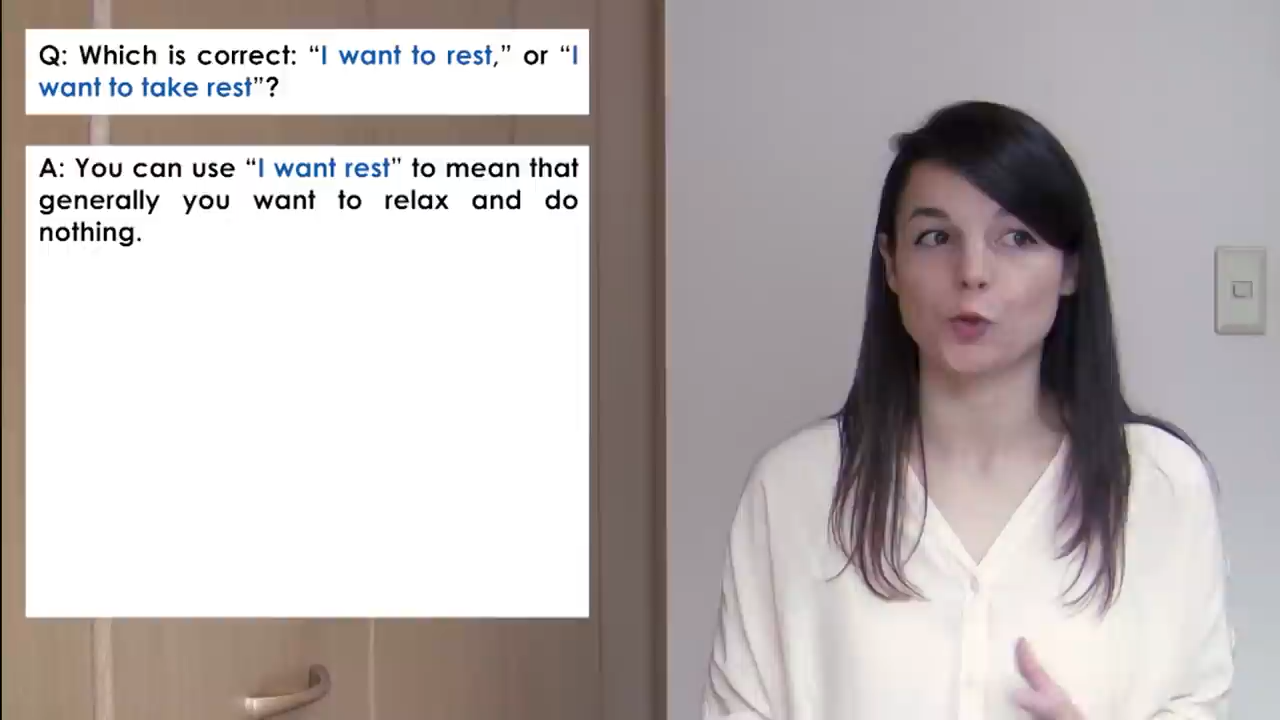 Q: Which is correct: “I want to rest,” or “I
want to take rest”?
A: You can use “I want rest” to mean that
generally you want to relax and do
nothing.